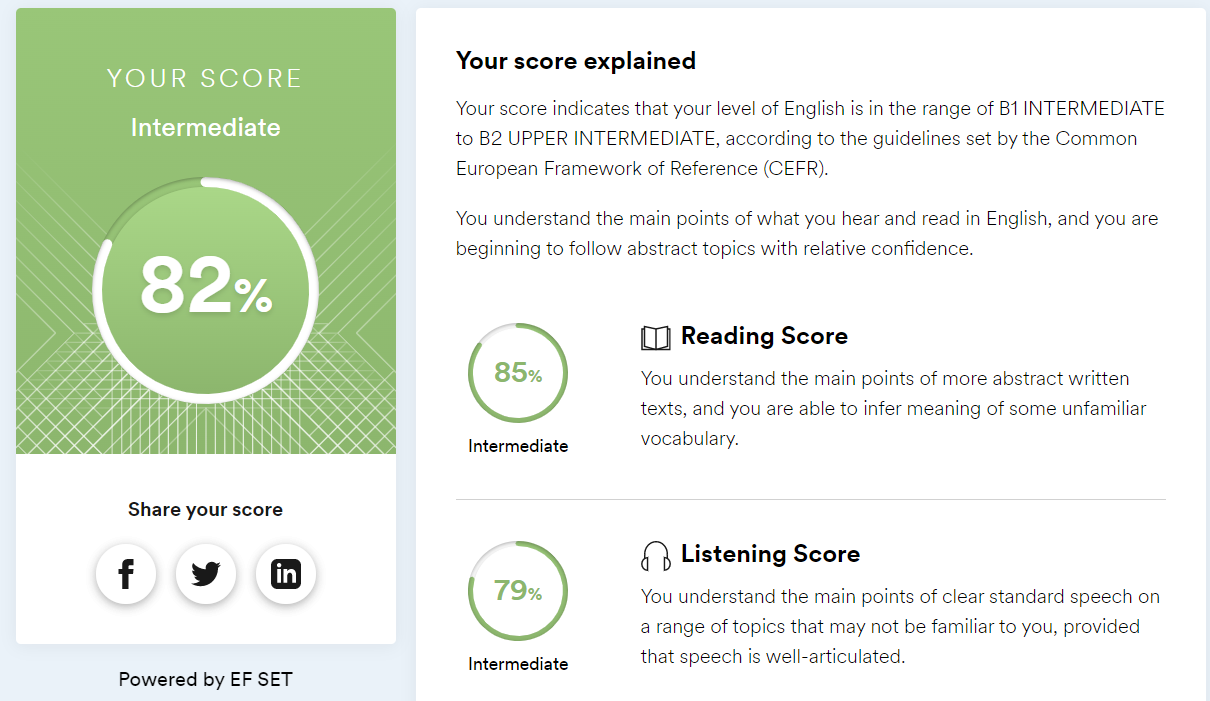 YOUR SCORE
Intermediate
82%
Share your score
f
in
Powered by EF SET
Your score explained
Your score indicates that your level of English is in the range of B1 INTERMEDIATE
to B2 UPPER INTERMEDIATE, according to the guidelines set by the Common
European Framework of Reference (CEFR).
You understand the main points of what you hear and read in English, and you are
beginning to follow abstract topics with relative confidence.
85%
Intermediate
Reading Score
You understand the main points of more abstract written
texts, and you are able to infer meaning of some unfamiliar
vocabulary.
79%
Intermediate
Listening Score
You understand the main points of clear standard speech on
a range of topics that may not be familiar to you, provided
that speech is well-articulated.